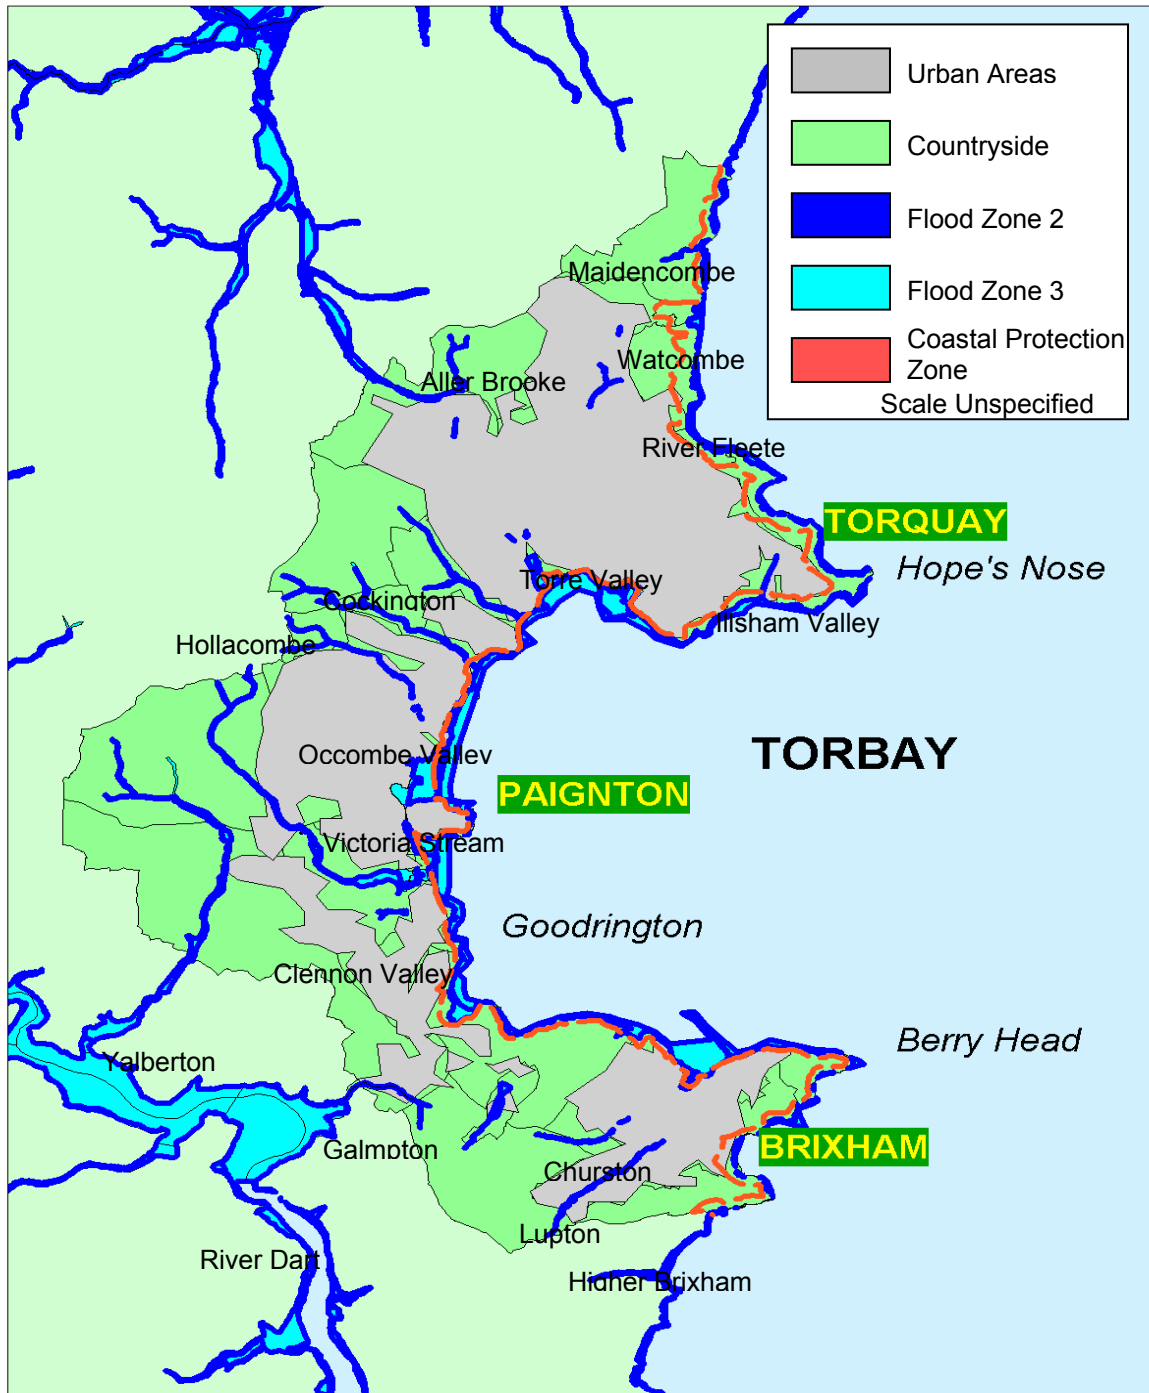 Urban Areas
Countryside
Flood Zone 2
Flood Zone 3
Coastal Protection
Zone
Scale Unspecified
Maidencombe
Watcombe
Aller Brooke
River Fleete
TORQUAY
Hope's Nose
Torre Valley
Cockington
Illsham Valley
Hollacombe
TORBAY
Occombe Valley
PAIGNTON
Victoria Stream
Goodrington
Clennon Valley
Berry Head
Yalberton
Galmpton
BRIXHAM
Churston
Lupton
River Dart
Higher Brixham